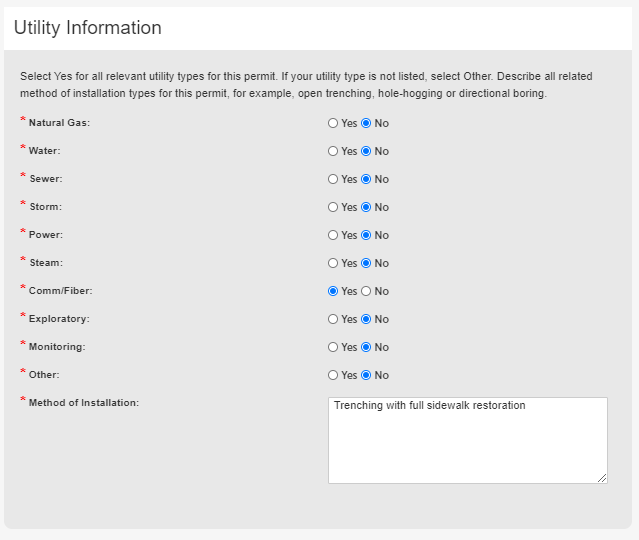 Utility Information
Select Yes for all relevant utility types for this permit. If your utility type is not listed, select Other. Describe all related
method of installation types for this permit, for example, open trenching, hole-hogging or directional boring.
* Natural Gas: Yes No
* Water: Yes No
* Sewer: Yes No
* Storm: Yes No
* Power: Yes No
* Steam: Yes No
* Comm/Fiber: Yes No
* Exploratory: Yes No
* Monitoring: Yes No
* Other: Yes No
* Method of Installation: Trenching with full sidewalk restoration